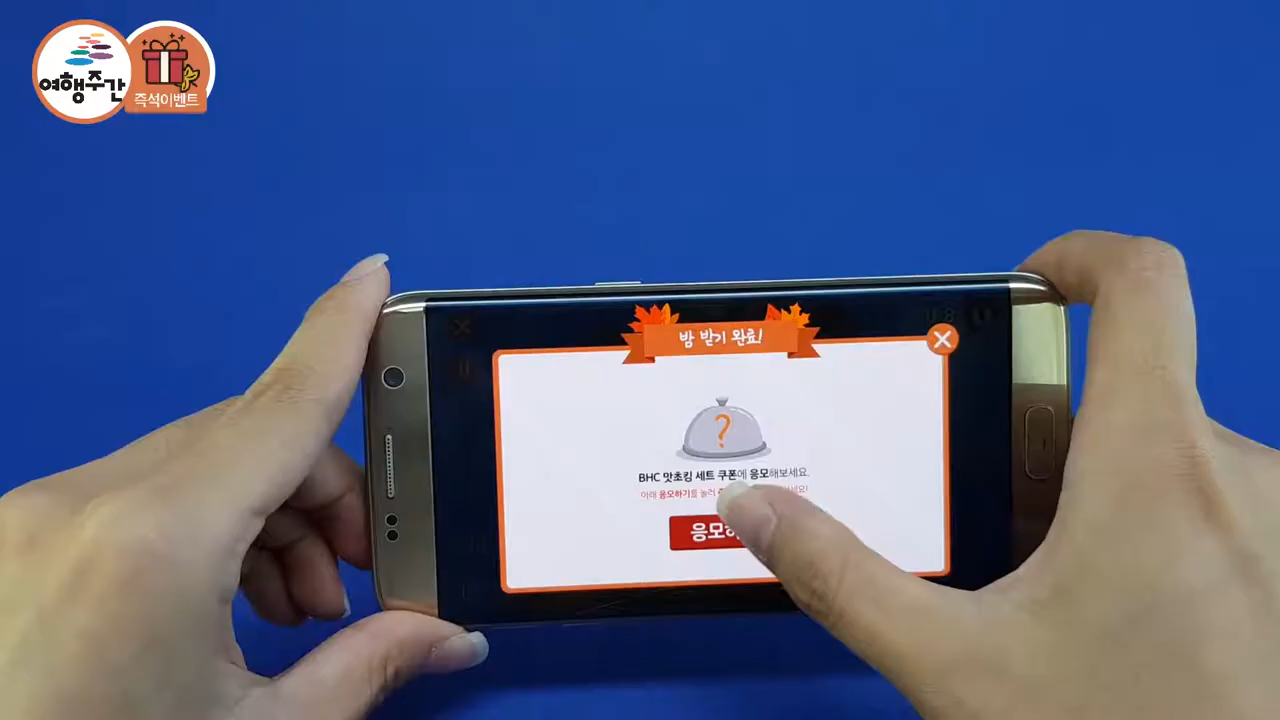 여행주간
즉석이벤트
밤 받기 완료!
?
BHC 맛초킹 세트 쿠폰에 응모해보세요.
아래 응모하기를 눌러
응모하